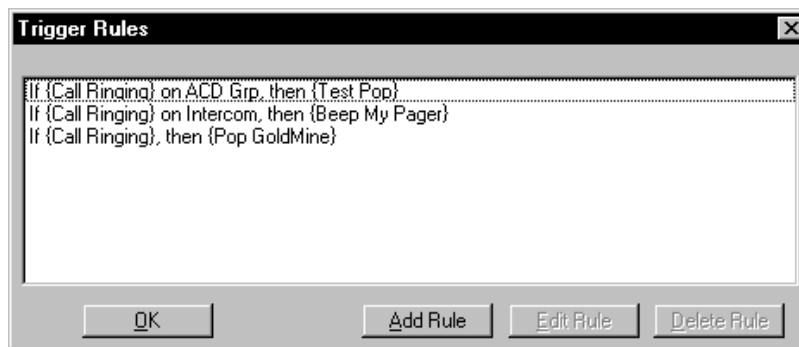 Trigger Rules
If {Call Ringing} on ACD Grp, then {Test Pop}
If {Call Ringing} on Intercom, then {Beep My Pager}
If {Call Ringing}, then {Pop GoldMine}
OK Add Rule Edit Rule Delete Rule